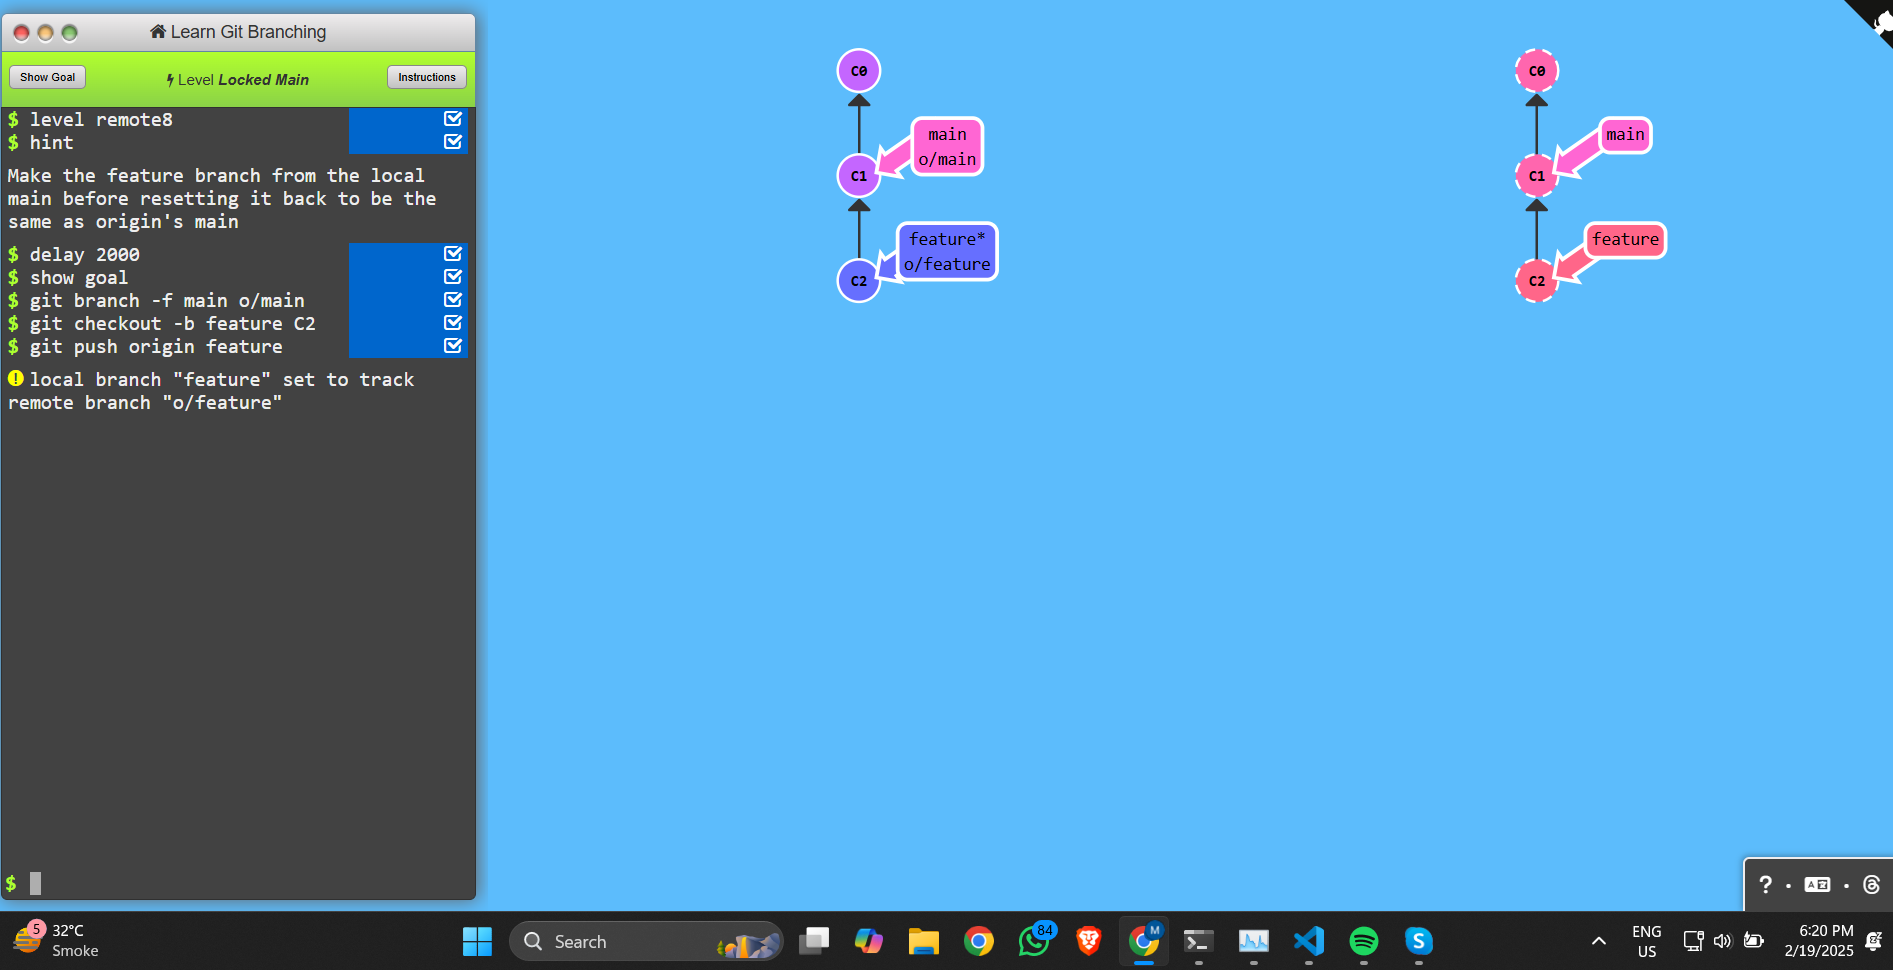 Learn Git Branching
Show Goal
Level Locked Main
Instructions
$ level remote8
$ hint
Make the feature branch from the local
main before resetting it back to be the
same as origin's main
$ delay 2000
$ show goal
$ git branch -f main o/main
$ git checkout -b feature C2
$ git push origin feature
local branch "feature" set to track
remote branch "o/feature"
$
C0
main
o/main
C1
feature*
o/feature
C2
C0
main
C1
feature
C2
?
5
32°C
Smoke
Search
84
M
S
ENG
US
6:20 PM
2/19/2025